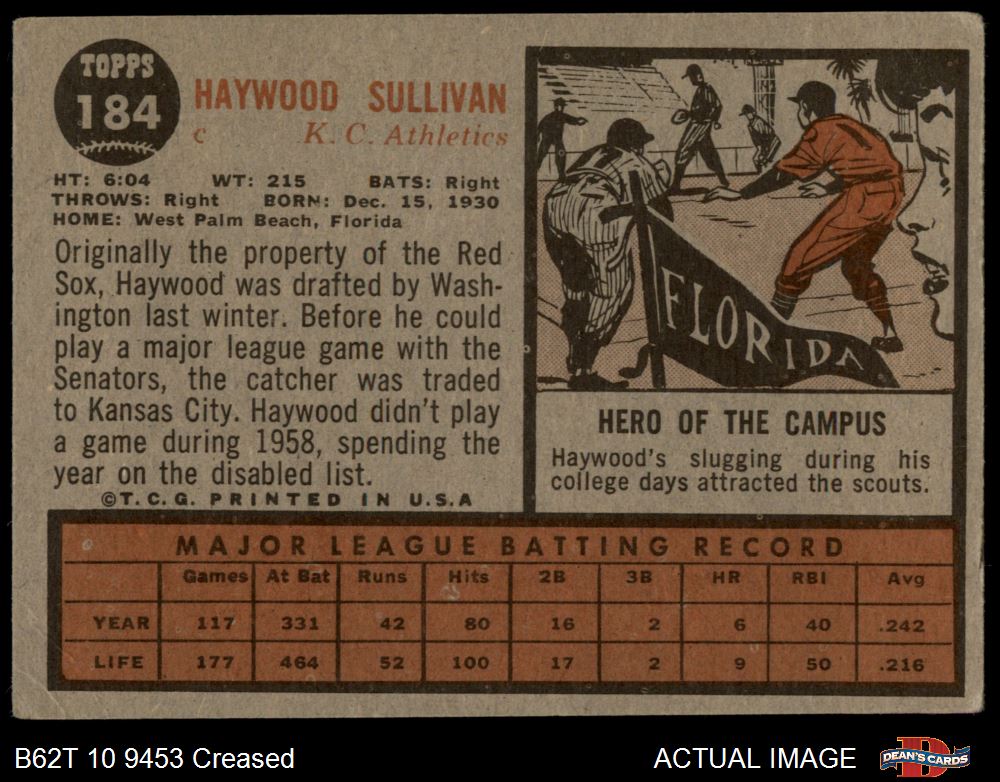 TOPPS
184
HAYWOOD SULLIVAN
C K. C. Athletics
HT: 6:04 WT: 215 BATS: Right
THROWS: Right BORN: Dec. 15, 1930
HOME: West Palm Beach, Florida
Originally the property of the Red
Sox, Haywood was drafted by Wash-
ington last winter. Before he could
play a major league game with the
Senators, the catcher was traded
to Kansas City. Haywood didn't play
a game during 1958, spending the
year on the disabled list.
©T.C.G. PRINTED IN U.S.A
FLORIDA
HERO OF THE CAMPUS
Haywood's slugging during his
college days attracted the scouts.
MAJOR LEAGUE BATTING RECORD
Games At Bat Runs Hits 2B 3B HR RBI Avg
YEAR 117 331 42 80 16 2 6 40 .242
LIFE 177 464 52 100 17 2 9 50 .216
B62T 10 9453 Creased
ACTUAL IMAGE
DEAN'S CARDS